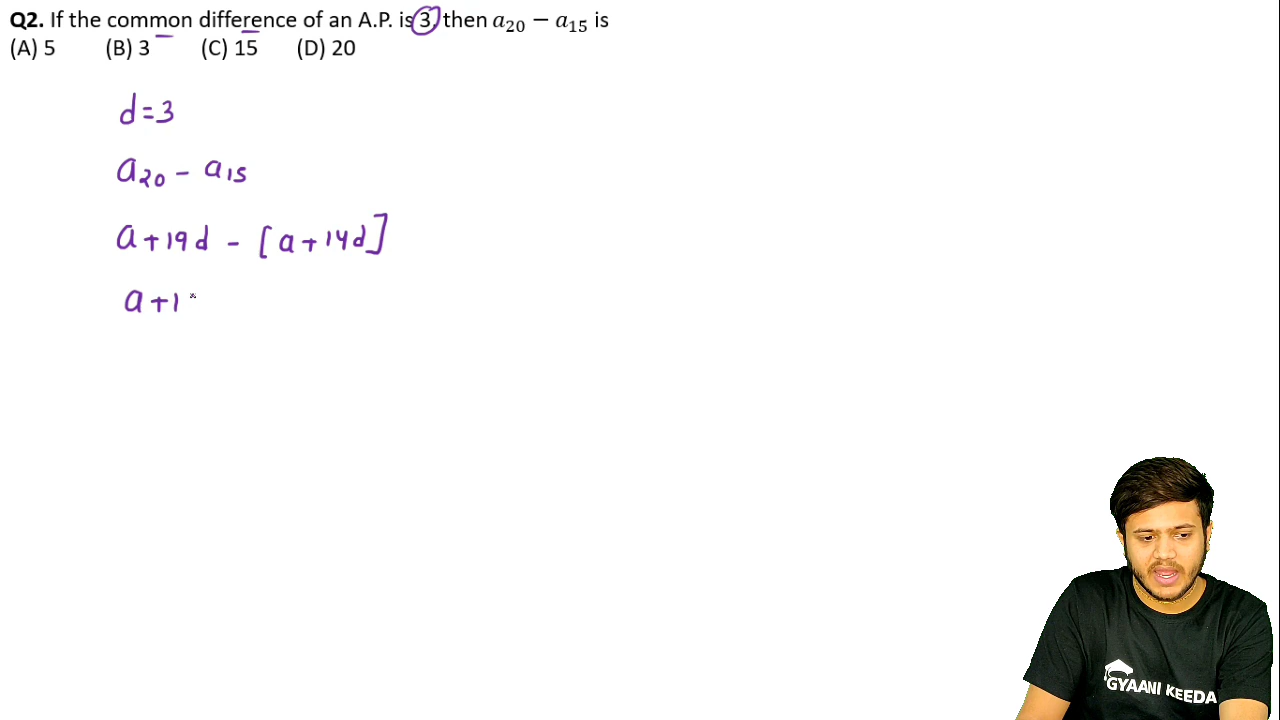 Q2. If the common difference of an A.P. is 3, then a₂₀ − a₁₅ is
(A) 5 (B) 3 (C) 15 (D) 20
d=3
a₂₀ - a₁₅
a+19d - [a+14d]
a+1
GYAANI KEEDA